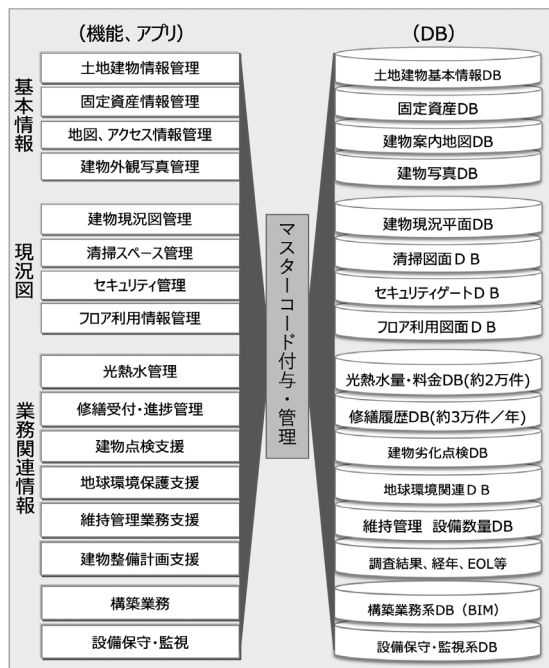 （機能、アプリ）
（DB）
基本情報
土地建物情報管理
固定資産情報管理
地図、アクセス情報管理
建物外観写真管理
現況図
建物現況図管理
清掃スペース管理
セキュリティ管理
フロア利用情報管理
業務関連情報
光熱水管理
修繕受付・進捗管理
建物点検支援
地球環境保護支援
維持管理業務支援
建物整備計画支援
構築業務
設備保守・監視
マスターコード付与・管理
土地建物基本情報DB
固定資産DB
建物案内地図DB
建物写真DB
建物現況平面DB
清掃図面ＤＢ
セキュリティゲートＤＢ
フロア利用図面ＤＢ
光熱水量・料金DB(約2万件)
修繕履歴DB(約3万件／年)
建物劣化点検DB
地球環境関連ＤＢ
維持管理 設備数量DB
調査結果、経年、EOL等
構築業務系DB（BIM）
設備保守・監視系DB